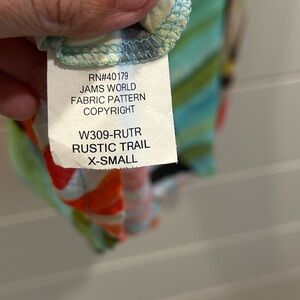 RN#40179
JAMS WORLD
FABRIC PATTERN
COPYRIGHT
W309-RUTR
RUSTIC TRAIL
X-SMALL